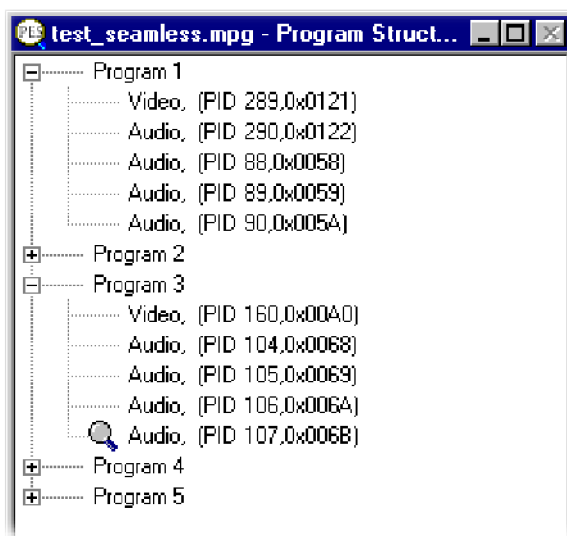 test_seamless.mpg - Program Struct...
Program 1
Video, (PID 289,0x0121)
Audio, (PID 290,0x0122)
Audio, (PID 88,0x0058)
Audio, (PID 89,0x0059)
Audio, (PID 90,0x005A)
Program 2
Program 3
Video, (PID 160,0x00A0)
Audio, (PID 104,0x0068)
Audio, (PID 105,0x0069)
Audio, (PID 106,0x006A)
Audio, (PID 107,0x006B)
Program 4
Program 5